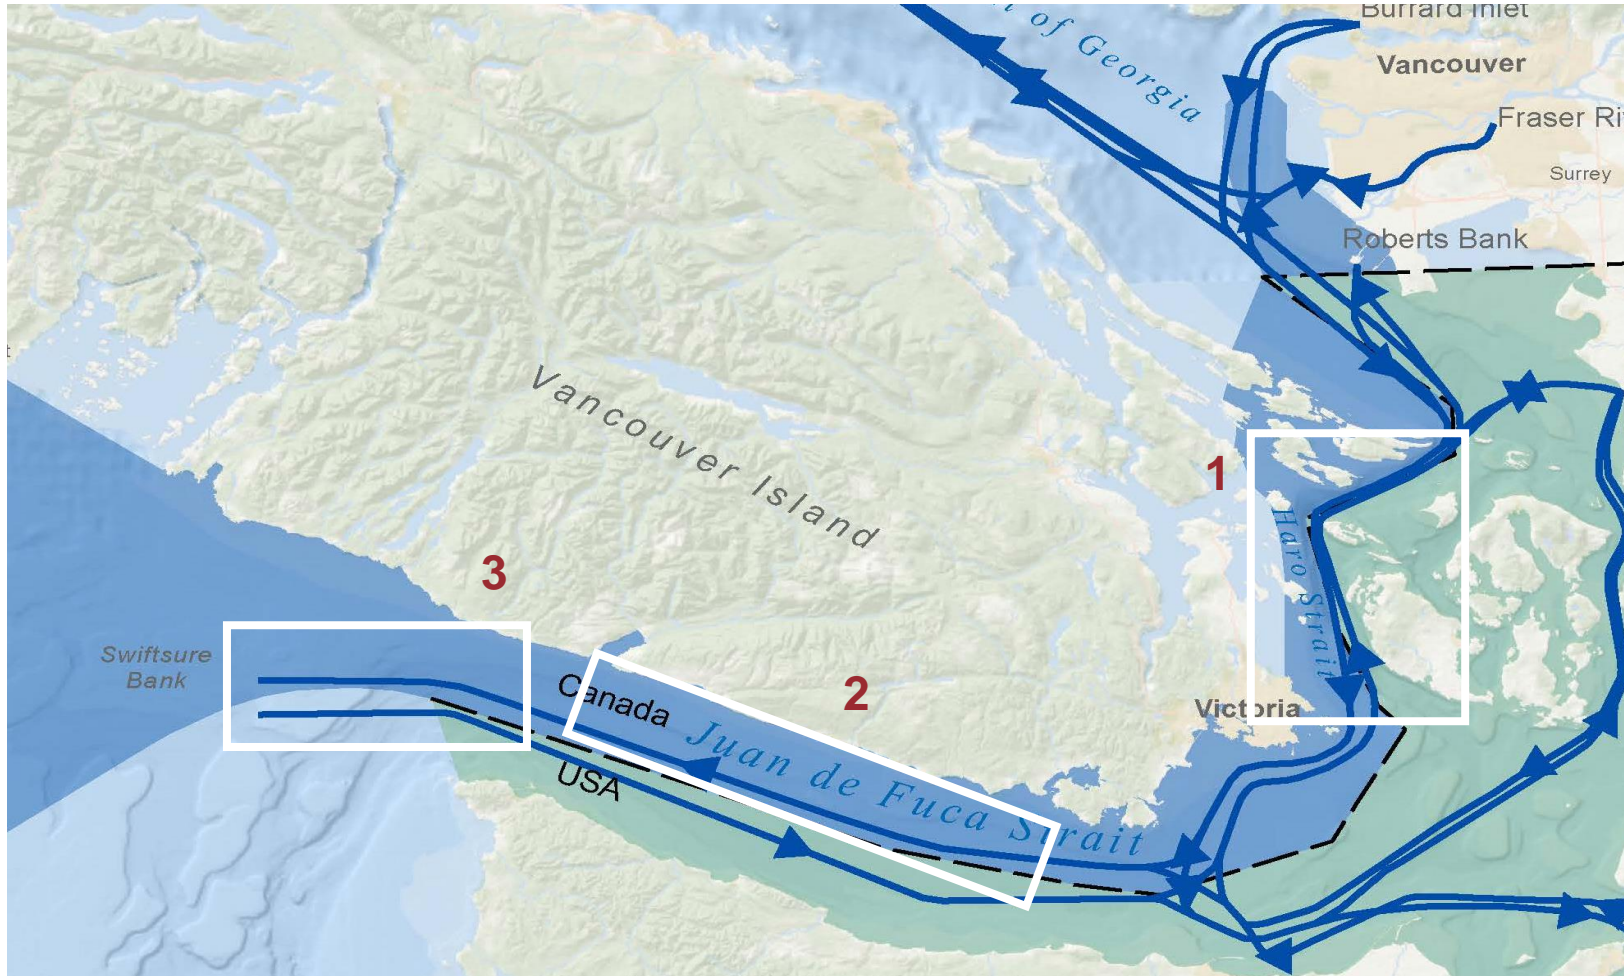 Burrard Inlet
of Georgia
Vancouver
Fraser Ri
Surrey
Roberts Bank
Vancouver Island
1
Haro Strait
3
Swiftsure
Bank
2
Canada
Victoria
Juan de Fuca Strait
USA